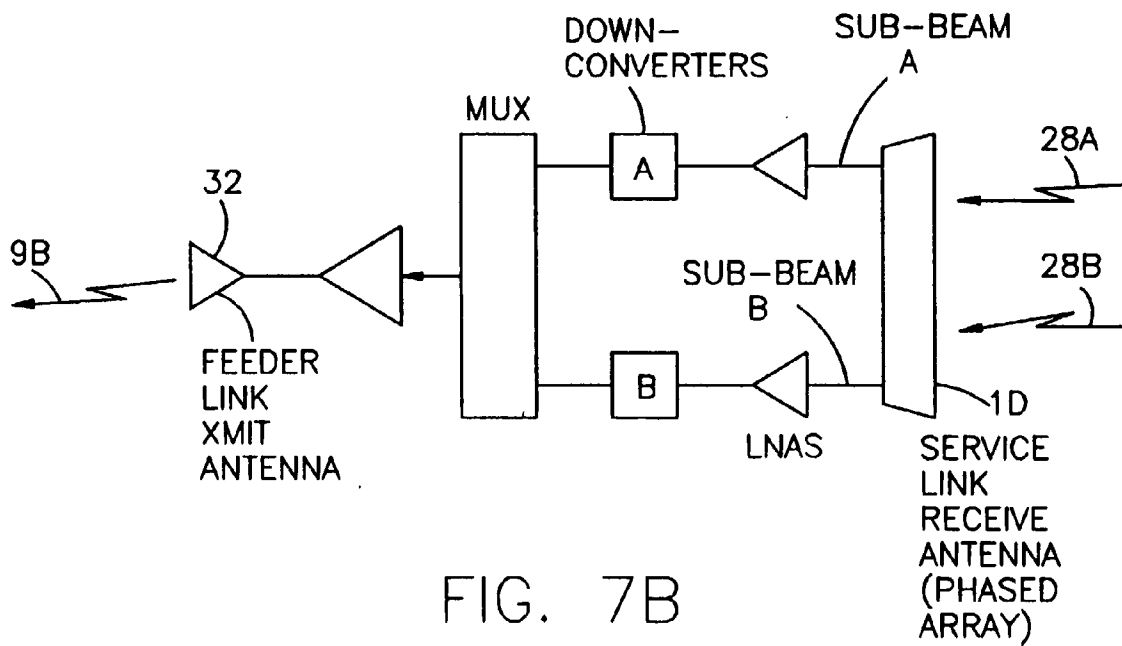 DOWN-
CONVERTERS
SUB-BEAM
A
MUX
28A
32
A
9B
SUB-BEAM
B
28B
FEEDER
LINK
XMIT
ANTENNA
B
1D
LNAS
SERVICE
LINK
RECEIVE
ANTENNA
(PHASED
ARRAY)
FIG. 7B